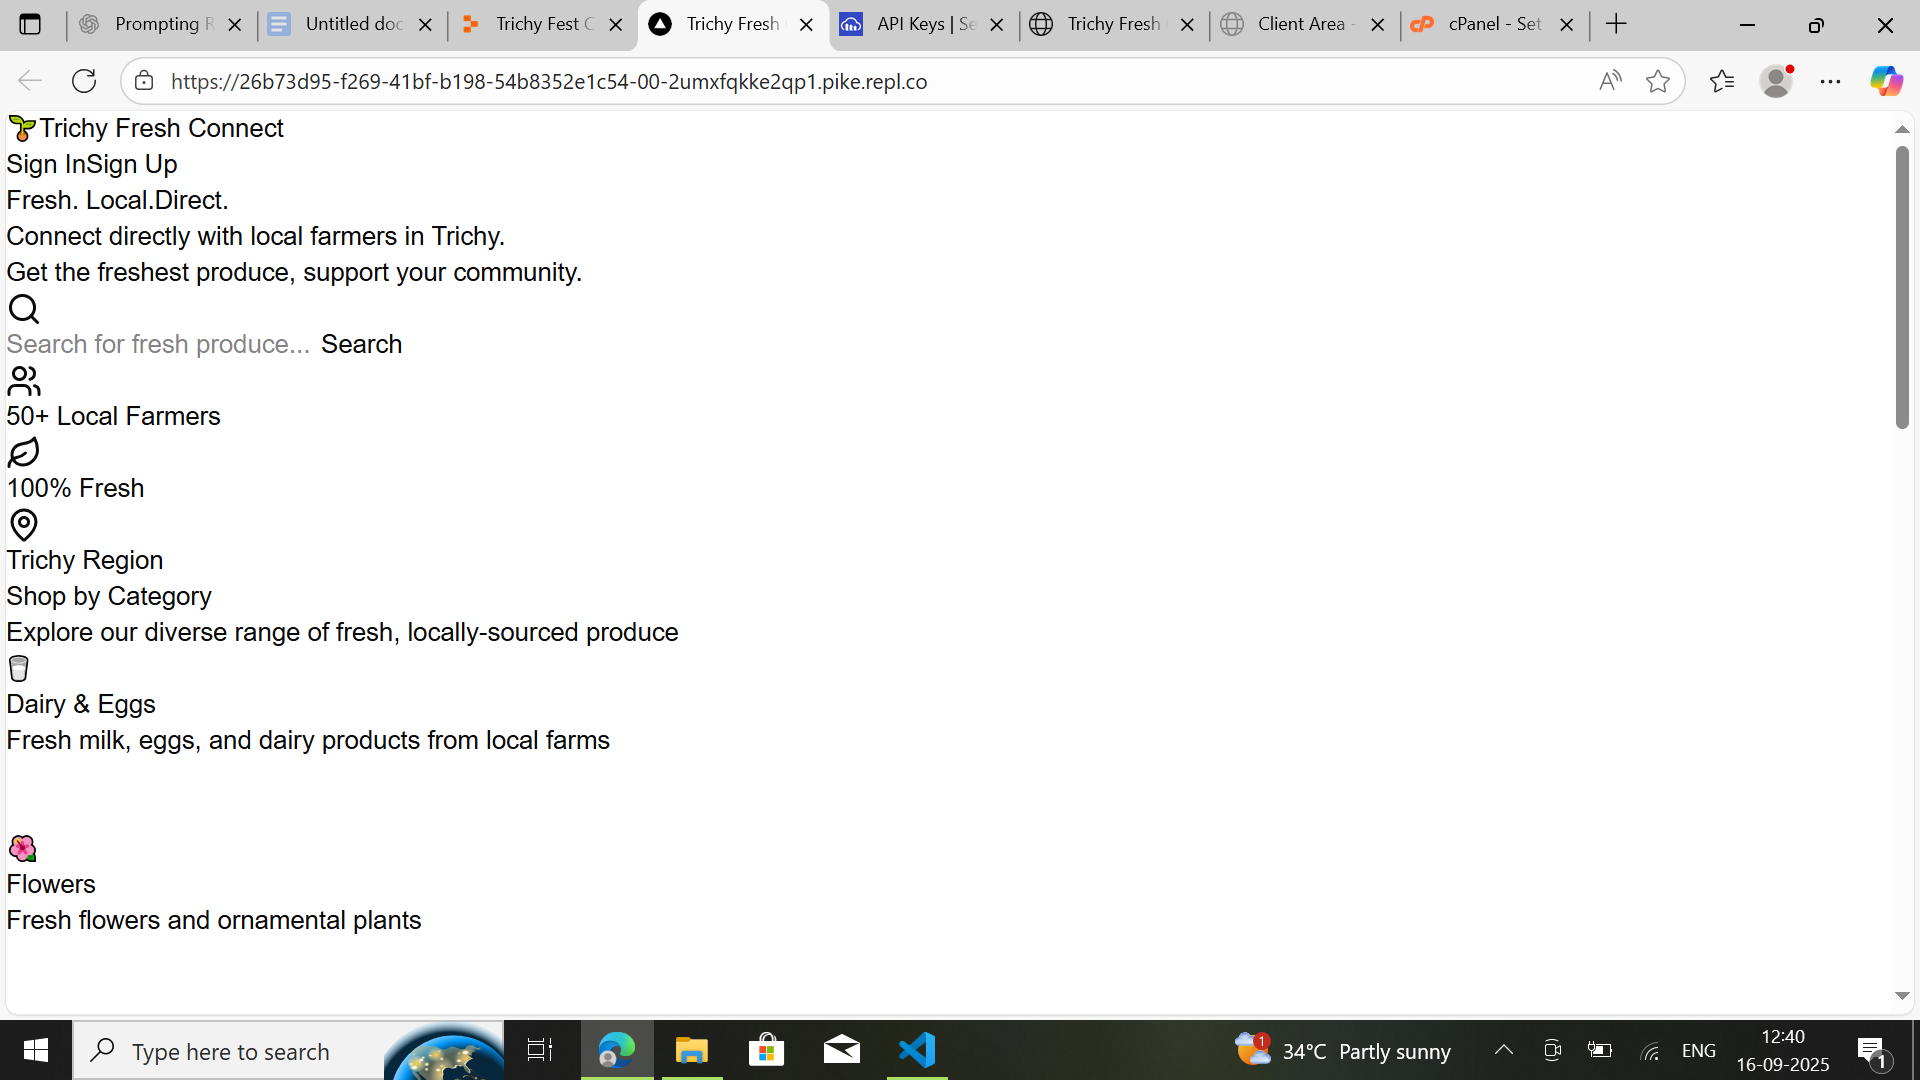 Prompting R
Untitled doc
Trichy Fest C
Trichy Fresh
API Keys | Se
Trichy Fresh
Client Area -
cPanel - Set
https://26b73d95-f269-41bf-b198-54b8352e1c54-00-2umxfqkke2qp1.pike.repl.co
Trichy Fresh Connect
Sign InSign Up
Fresh. Local.Direct.
Connect directly with local farmers in Trichy.
Get the freshest produce, support your community.
Search for fresh produce... Search
50+ Local Farmers
100% Fresh
Trichy Region
Shop by Category
Explore our diverse range of fresh, locally-sourced produce
Dairy & Eggs
Fresh milk, eggs, and dairy products from local farms
Flowers
Fresh flowers and ornamental plants
Type here to search
1
34°C Partly sunny
ENG
12:40
16-09-2025
1